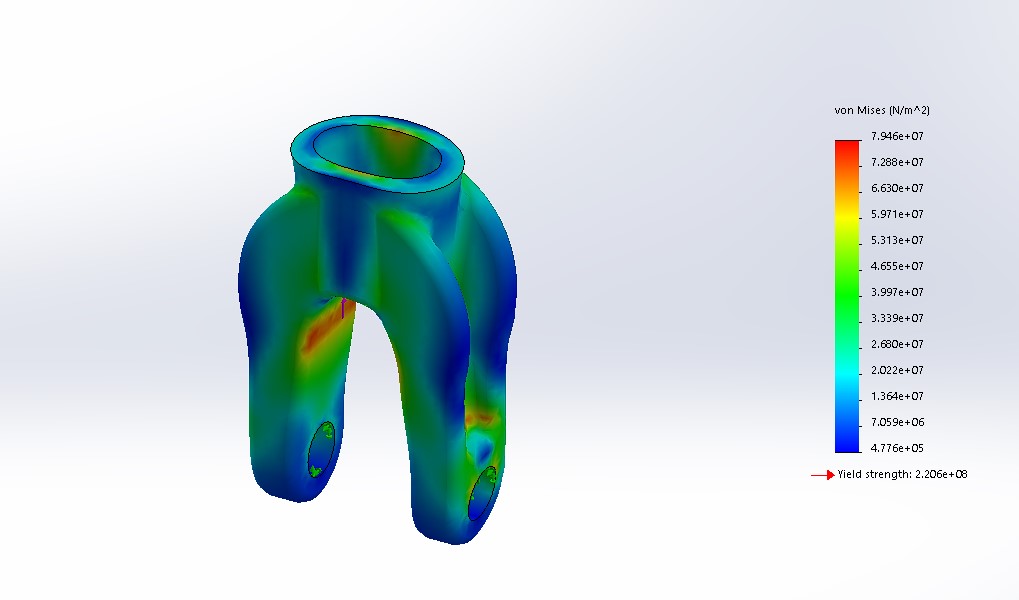 von Mises (N/m^2)
7.946e+07
7.288e+07
6.630e+07
5.971e+07
5.313e+07
4.655e+07
3.997e+07
3.339e+07
2.680e+07
2.022e+07
1.364e+07
7.059e+06
4.776e+05
Yield strength: 2.206e+08